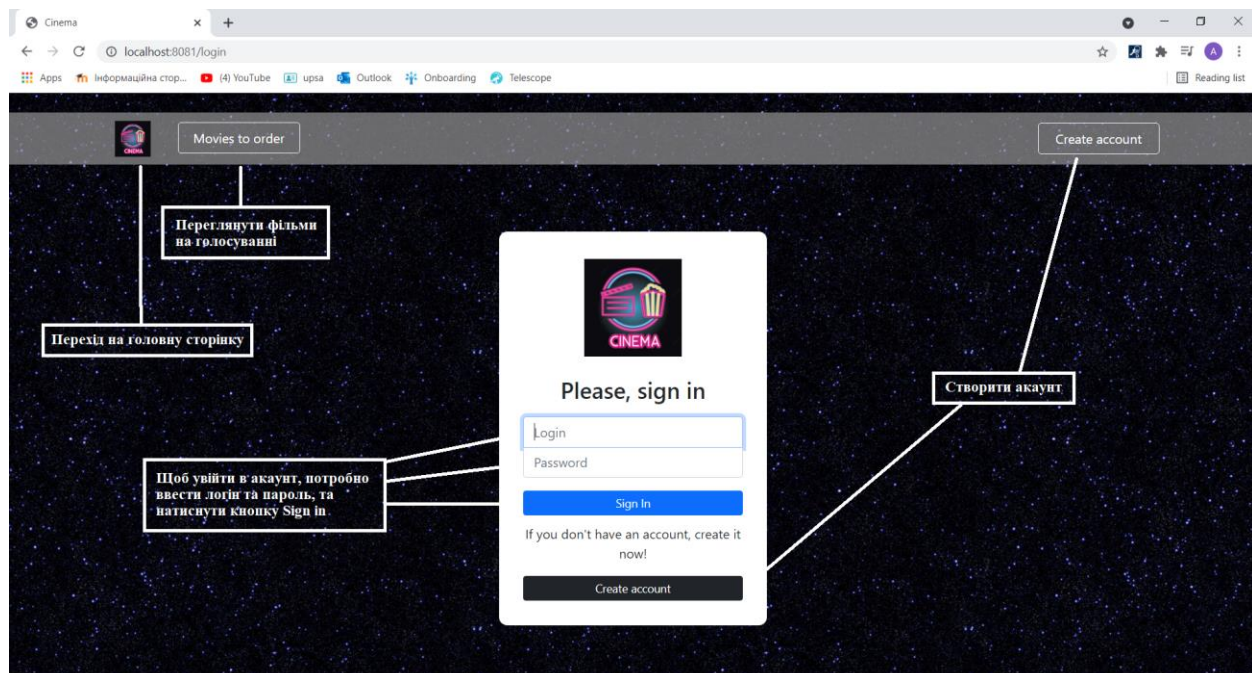 Cinema
localhost:8081/login
Apps Інформаційна стор... (4) YouTube upsa Outlook Onboarding Telescope Reading list
CINEMA Movies to order Create account
Переглянути фільми
на голосуванні
Перехід на головну сторінку
CINEMA
Please, sign in
Створити акаунт
Login
Password
Щоб увійти в акаунт, потробно
ввести логін та пароль, та
натиснути кнопку Sign in
Sign In
If you don't have an account, create it
now!
Create account